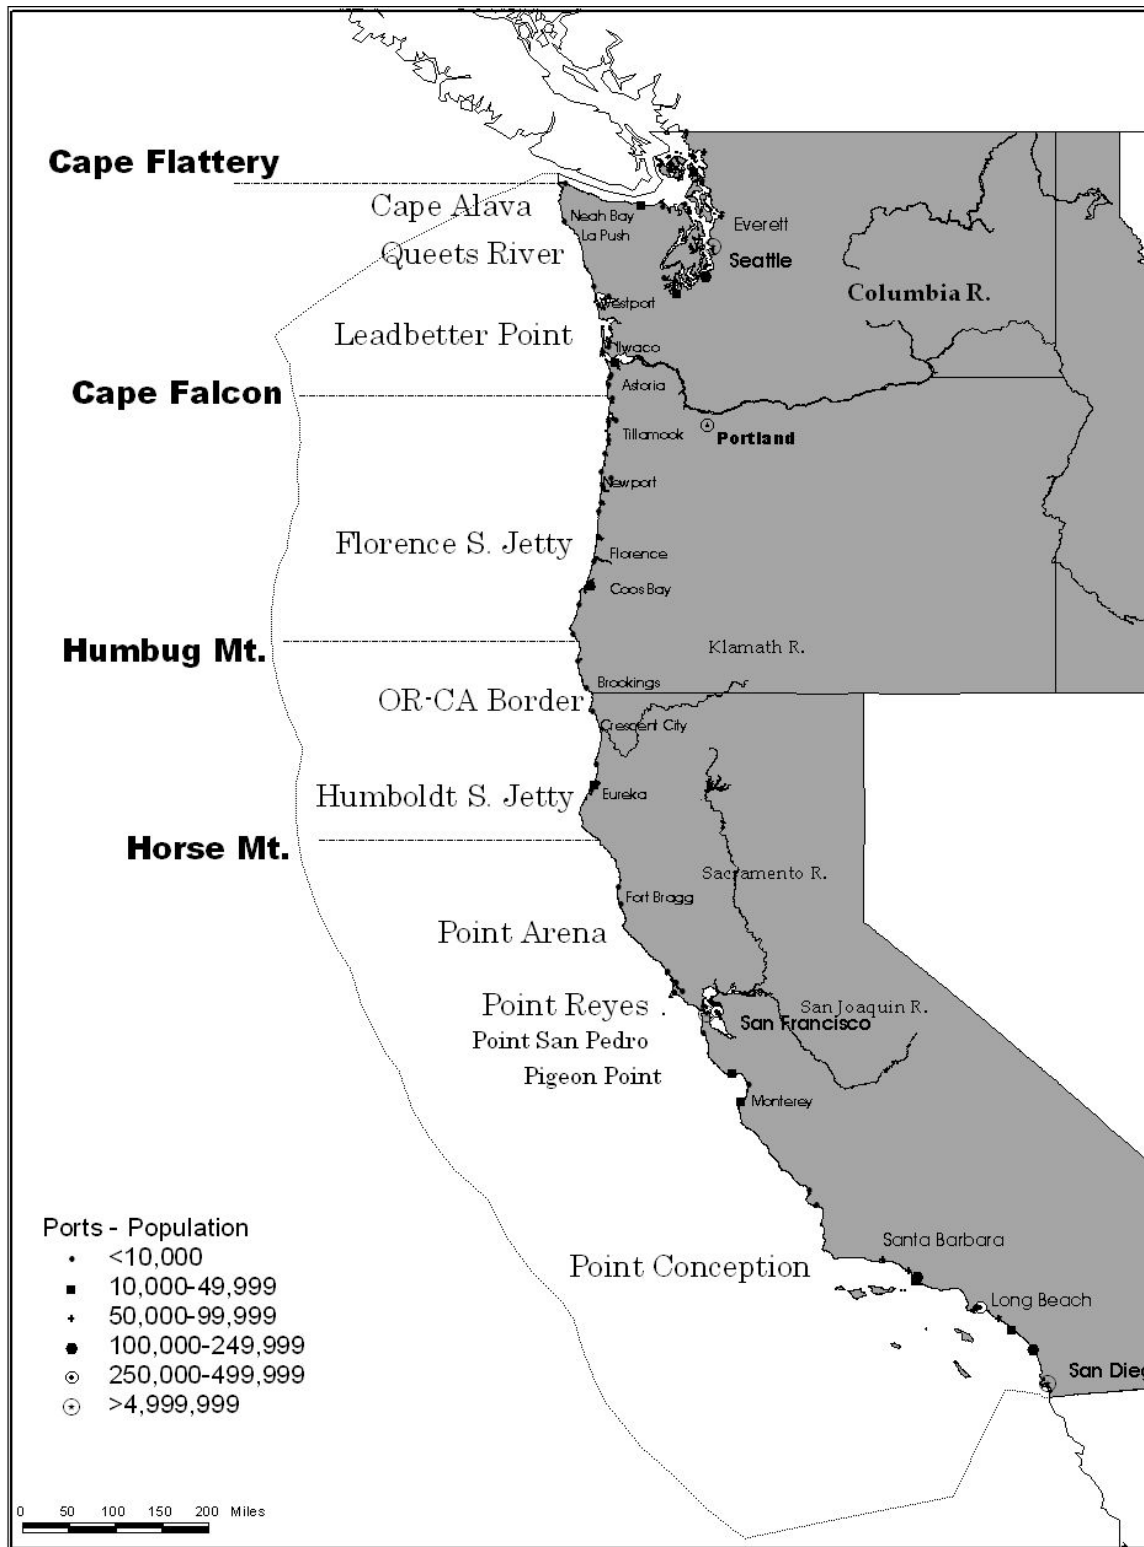 Cape Flattery
Cape Alava
Neah Bay
La Push
Everett
Queets River
Seattle
Columbia R.
Westport
Leadbetter Point
Ilwaco
Cape Falcon
Astoria
Tillamook
Portland
Newport
Florence S. Jetty
Florence
Coos Bay
Humbug Mt.
Klamath R.
Brookings
OR-CA Border
Crescent City
Humboldt S. Jetty
Eureka
Horse Mt.
Sacramento R.
Fort Bragg
Point Arena
Point Reyes .
San Joaquin R.
San Francisco
Point San Pedro
Pigeon Point
Monterey
Ports - Population
<10,000
10,000-49,999
50,000-99,999
100,000-249,999
250,000-499,999
>4,999,999
Santa Barbara
Point Conception
Long Beach
San Dieg
0 50 100 150 200 Miles